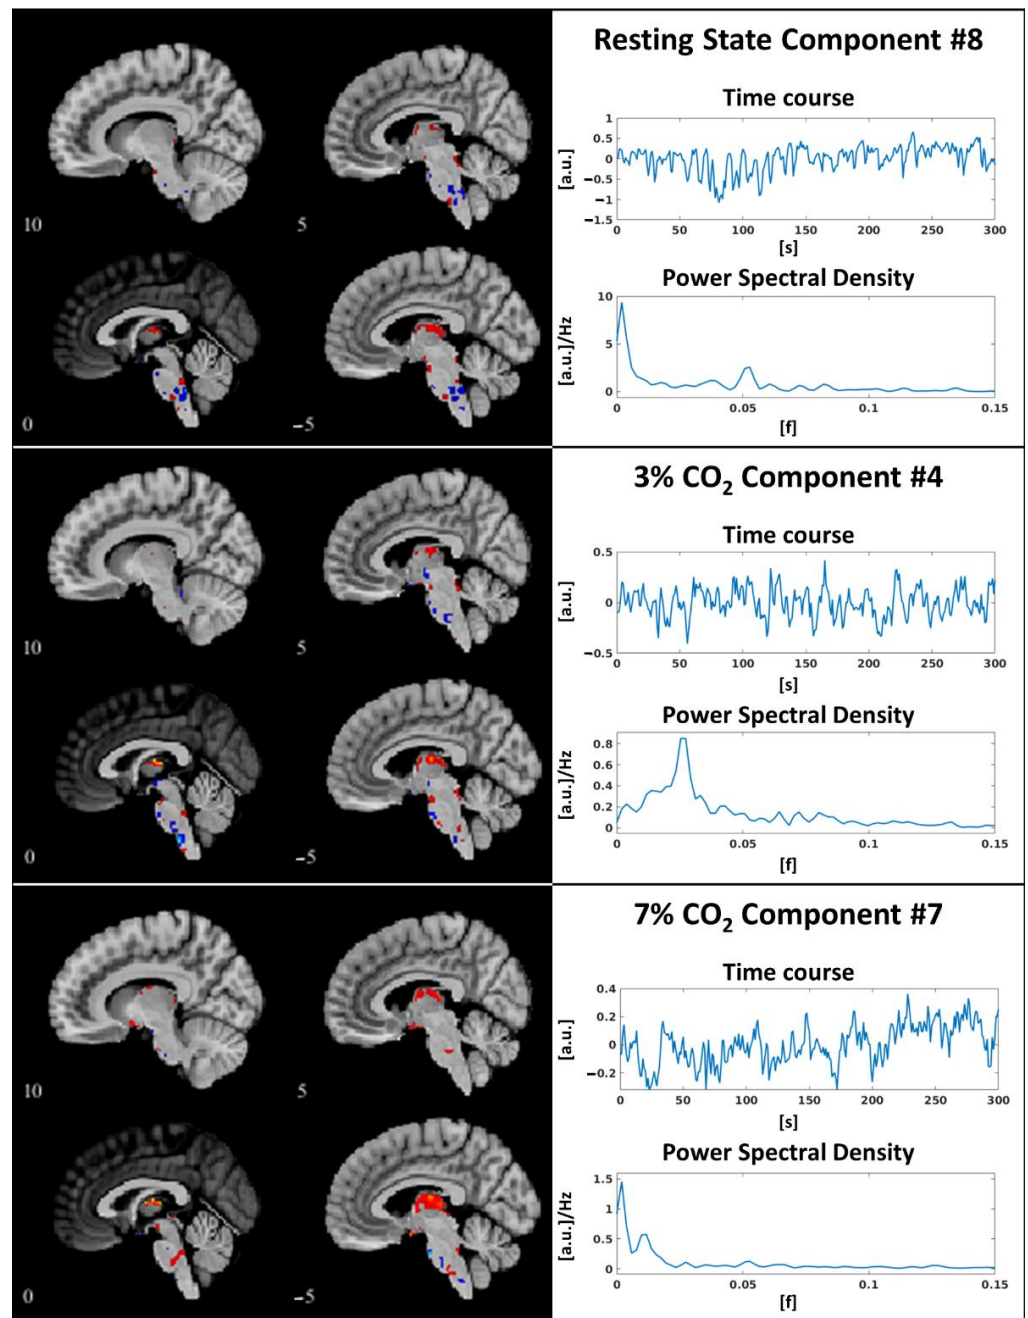 Resting State Component #8
Time course
[a.u.]
1
0.5
0
−0.5
−1
−1.5
0 50 100 150 200 250 300
[s]
Power Spectral Density
[a.u.]/Hz
10
5
0
0 0.05 0.1 0.15
[f]
10 5
0 −5
3% CO₂ Component #4
Time course
[a.u.]
0.5
0
−0.5
0 50 100 150 200 250 300
[s]
Power Spectral Density
[a.u.]/Hz
0.8
0.6
0.4
0.2
0
0 0.05 0.1 0.15
[f]
10 5
0 −5
7% CO₂ Component #7
Time course
[a.u.]
0.4
0.2
0
−0.2
0 50 100 150 200 250 300
[s]
Power Spectral Density
[a.u.]/Hz
1.5
1
0.5
0
0 0.05 0.1 0.15
[f]
10 5
0 −5